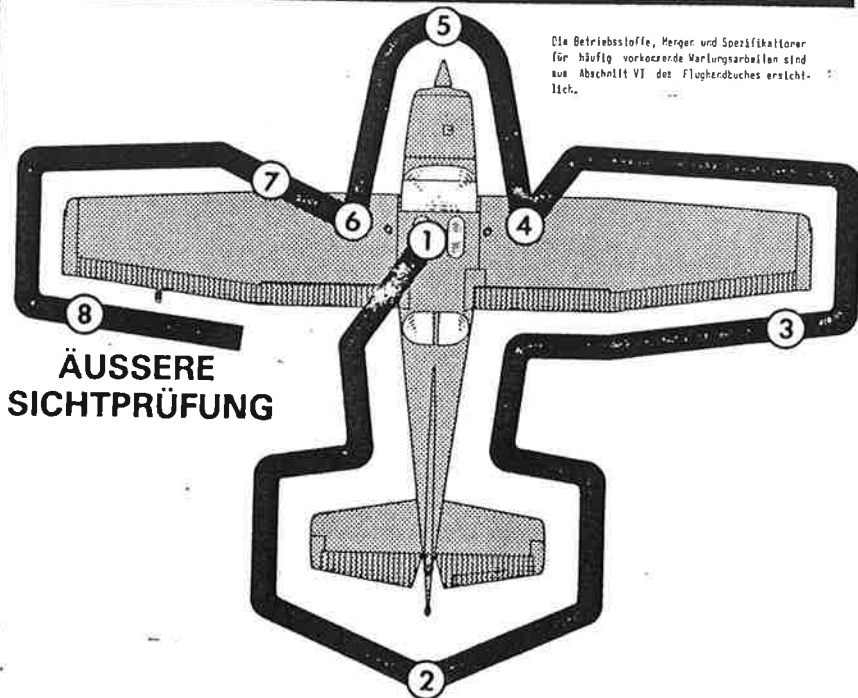 Die Betriebsstoffe, Mengen und Spezifikationen
für häufig vorkommende Wartungsarbeiten sind
aus Abschnitt VI des Flughandbuches ersicht-
lich.
5
7
6
4
1
8
3
ÄUSSERE
SICHTPRÜFUNG
2